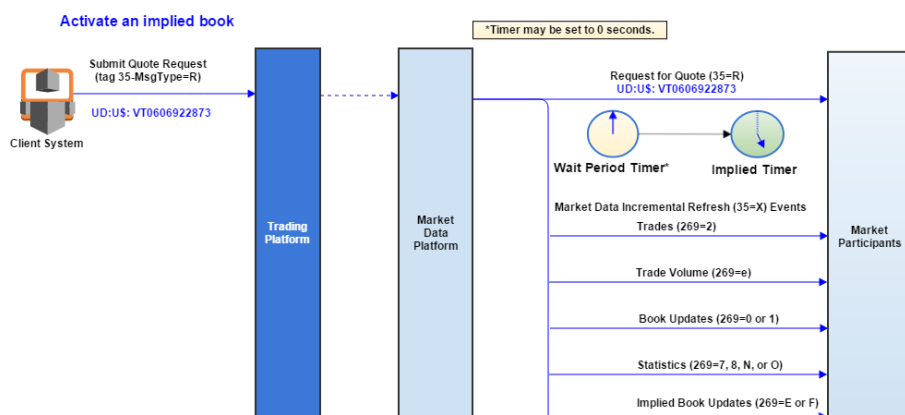 Activate an implied book
*Timer may be set to 0 seconds.
Submit Quote Request
(tag 35-MsgType=R)
UD:U$: VT0606922873
Client System
Trading
Platform
Market
Data
Platform
Request for Quote (35=R)
UD:U$: VT0606922873
Wait Period Timer*
Implied Timer
Market Data Incremental Refresh (35=X) Events
Trades (269=2)
Trade Volume (269=e)
Book Updates (269=0 or 1)
Statistics (269=7, 8, N, or O)
Implied Book Updates (269=E or F)
Market
Participants